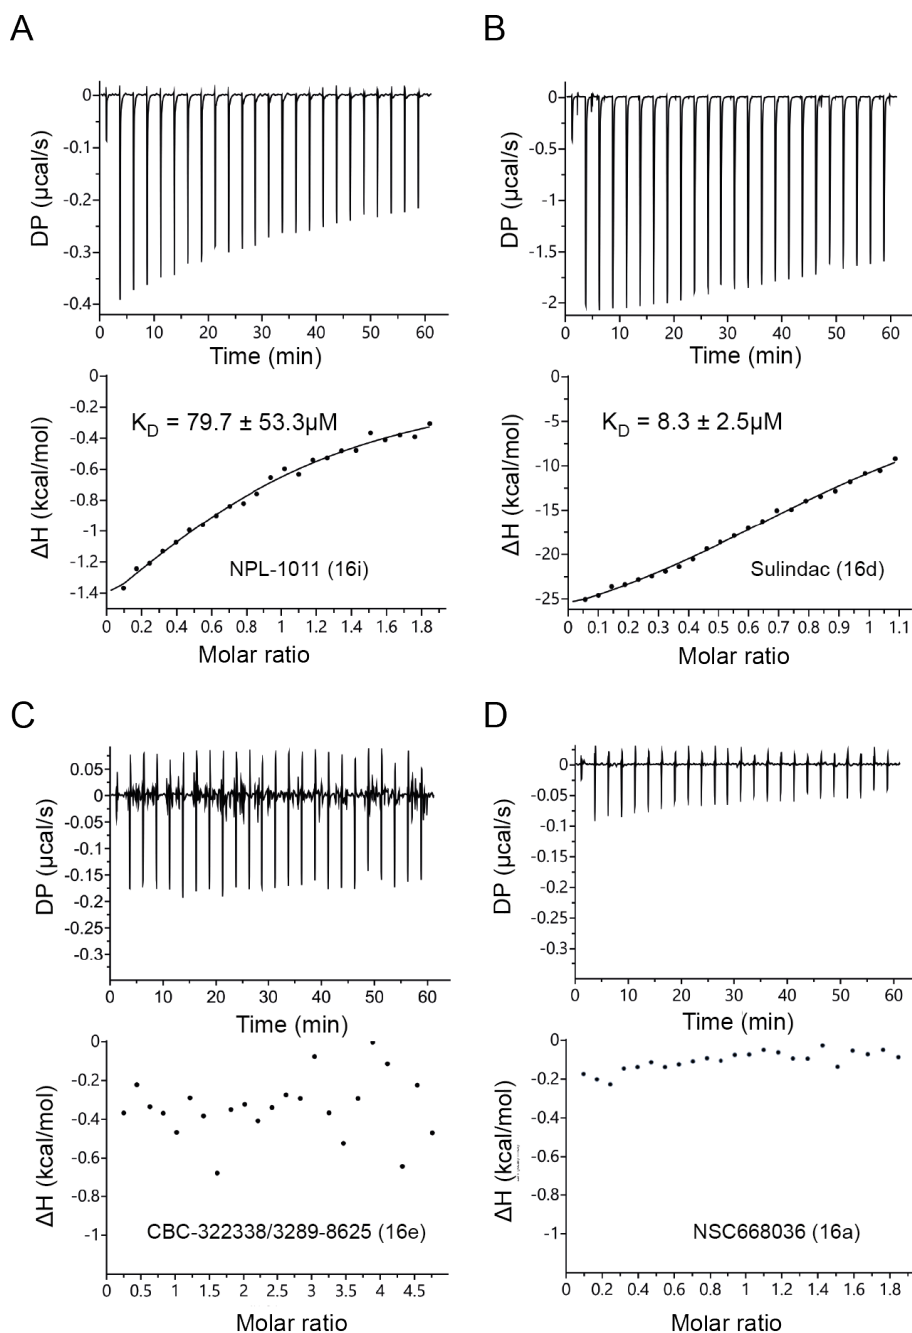 A
0
-0.1
-0.2
-0.3
-0.4
DP (µcal/s)
0 10 20 30 40 50 60
Time (min)
0
-0.2
-0.4
-0.6
-0.8
-1
-1.2
-1.4
ΔH (kcal/mol)
KD = 79.7 ± 53.3µM
NPL-1011 (16i)
0 0.2 0.4 0.6 0.8 1 1.2 1.4 1.6 1.8
Molar ratio
B
0
-0.5
-1
-1.5
-2
DP (µcal/s)
0 10 20 30 40 50 60
Time (min)
0
-5
-10
-15
-20
-25
ΔH (kcal/mol)
KD = 8.3 ± 2.5µM
Sulindac (16d)
0 0.1 0.2 0.3 0.4 0.5 0.6 0.7 0.8 0.9 1 1.1
Molar ratio
C
0.05
0
-0.05
-0.1
-0.15
-0.2
-0.25
-0.3
DP (µcal/s)
0 10 20 30 40 50 60
Time (min)
0
-0.2
-0.4
-0.6
-0.8
-1
ΔH (kcal/mol)
CBC-322338/3289-8625 (16e)
0 0.5 1 1.5 2 2.5 3 3.5 4 4.5
Molar ratio
D
0
-0.05
-0.1
-0.15
-0.2
-0.25
-0.3
DP (µcal/s)
0 10 20 30 40 50 60
Time (min)
0
-0.2
-0.4
-0.6
-0.8
-1
ΔH (kcal/mol)
NSC668036 (16a)
0 0.2 0.4 0.6 0.8 1 1.2 1.4 1.6 1.8
Molar ratio